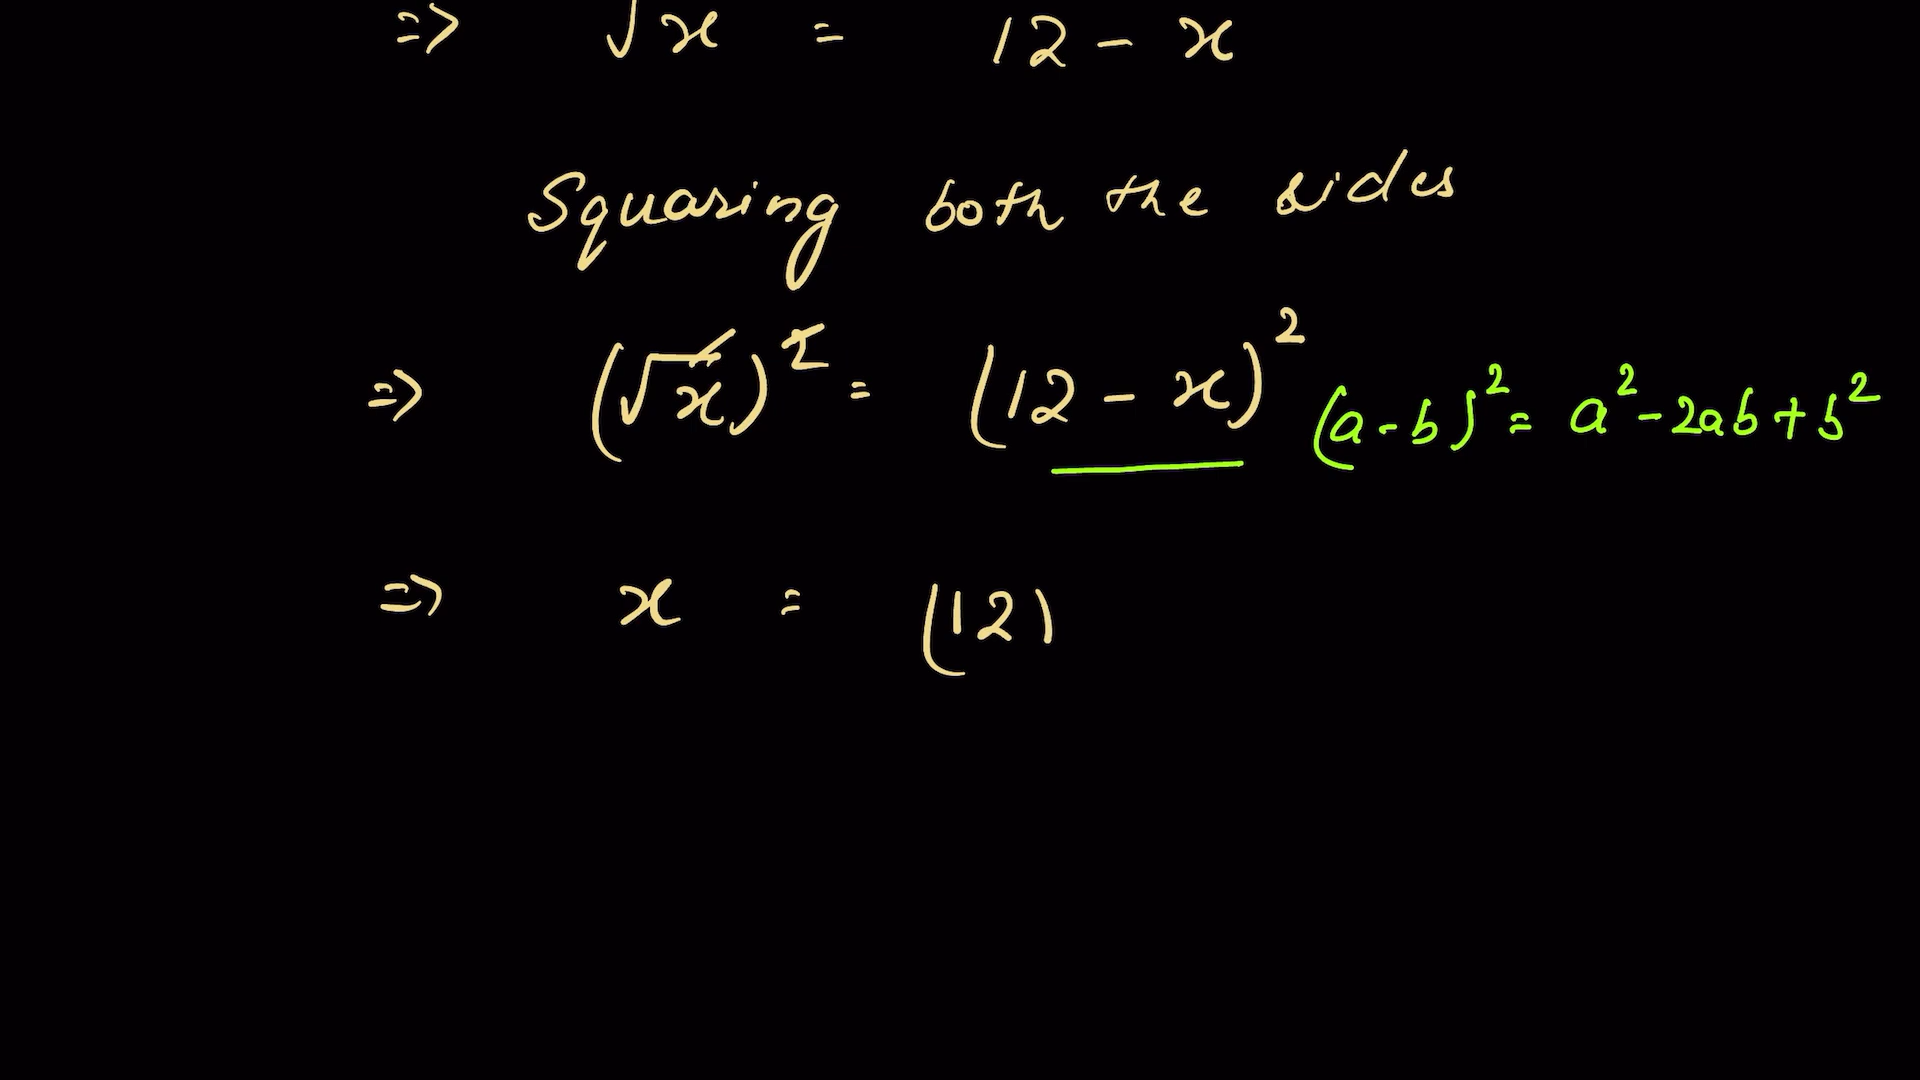 => √x = 12 - x
Squaring both the sides
=> (√x)² = (12 - x)² (a - b)² = a² - 2ab + b²
=> x = (12)